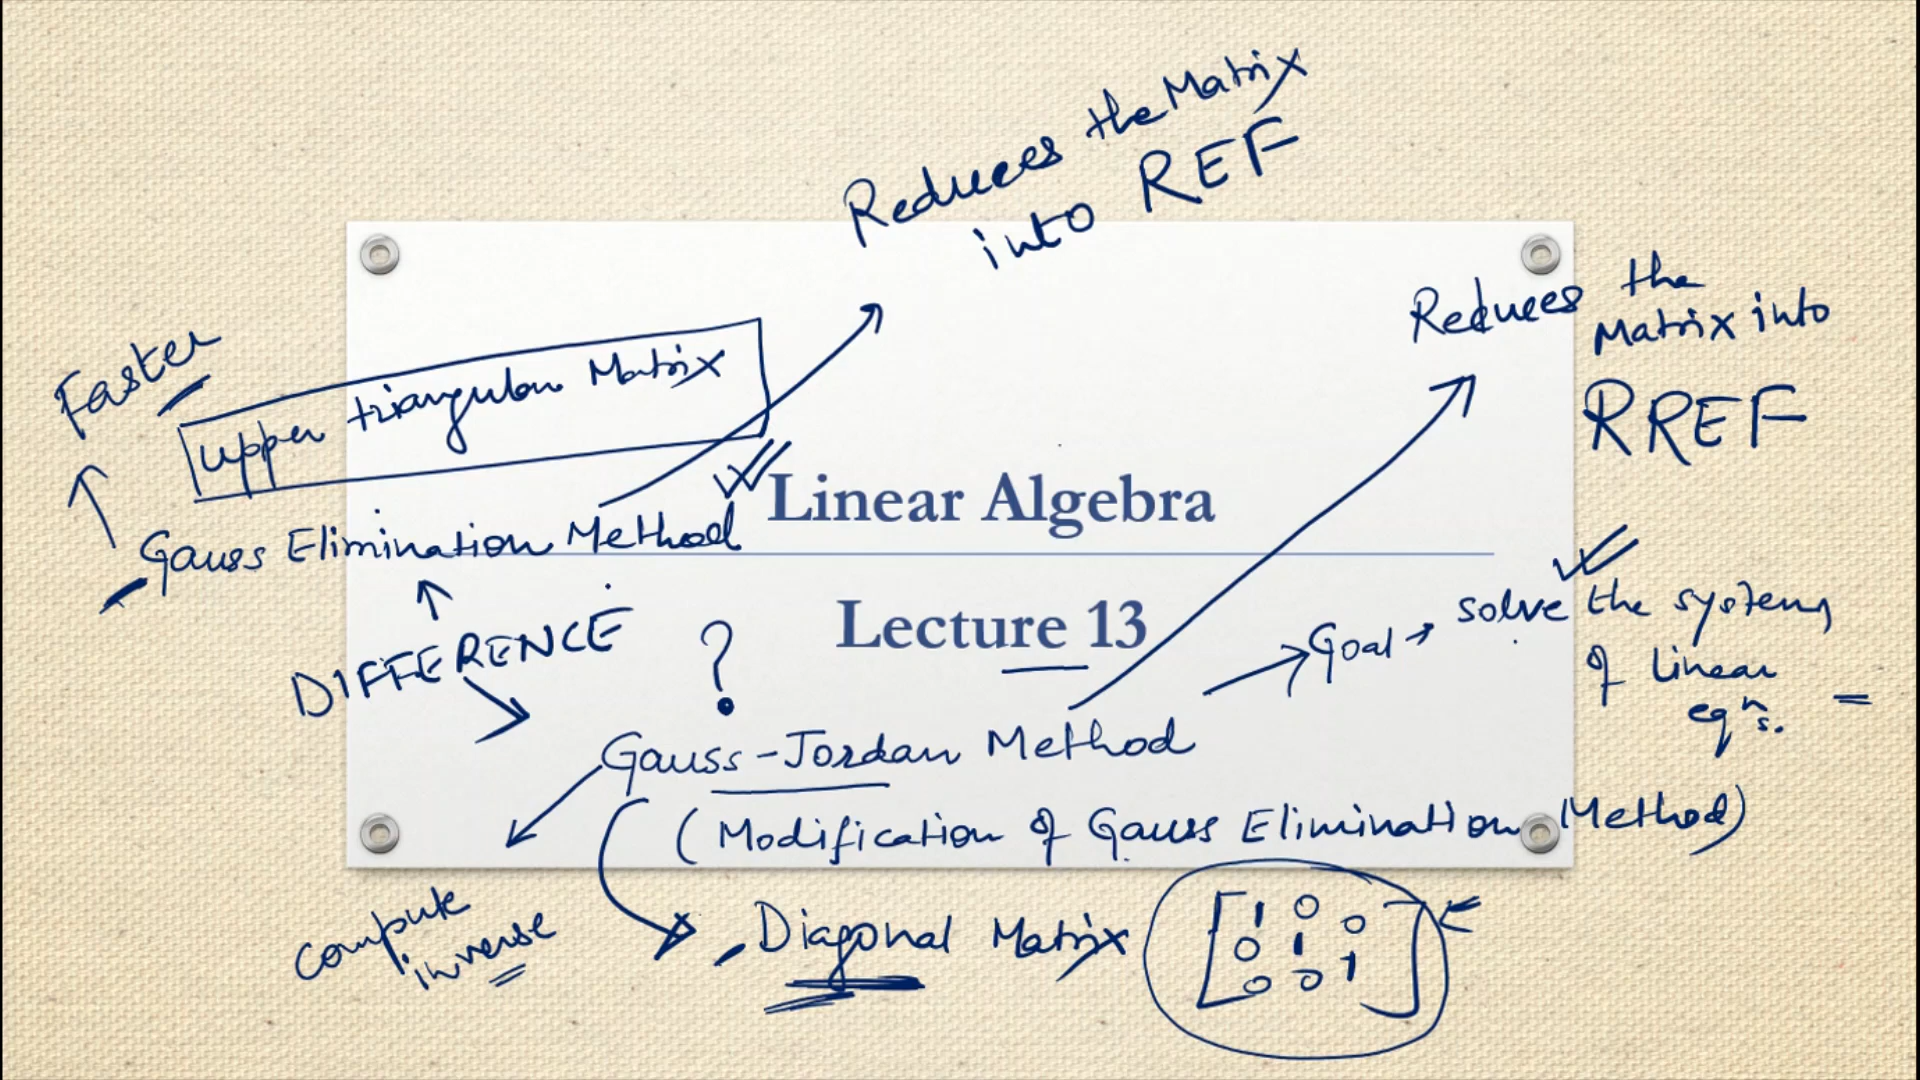 Reduces the Matrix
into REF
Reduces the
Matrix into
RREF
Faster
upper triangular Matrix
Linear Algebra
Gauss Elimination Method
Lecture 13
DIFFERENCE ?
Goal → solve the systems
of linear
eqⁿs.
Gauss-Jordan Method
(Modification of Gauss Elimination Method)
compute
inverse
Diagonal Matrix
1 0 0
0 1 0
0 0 1